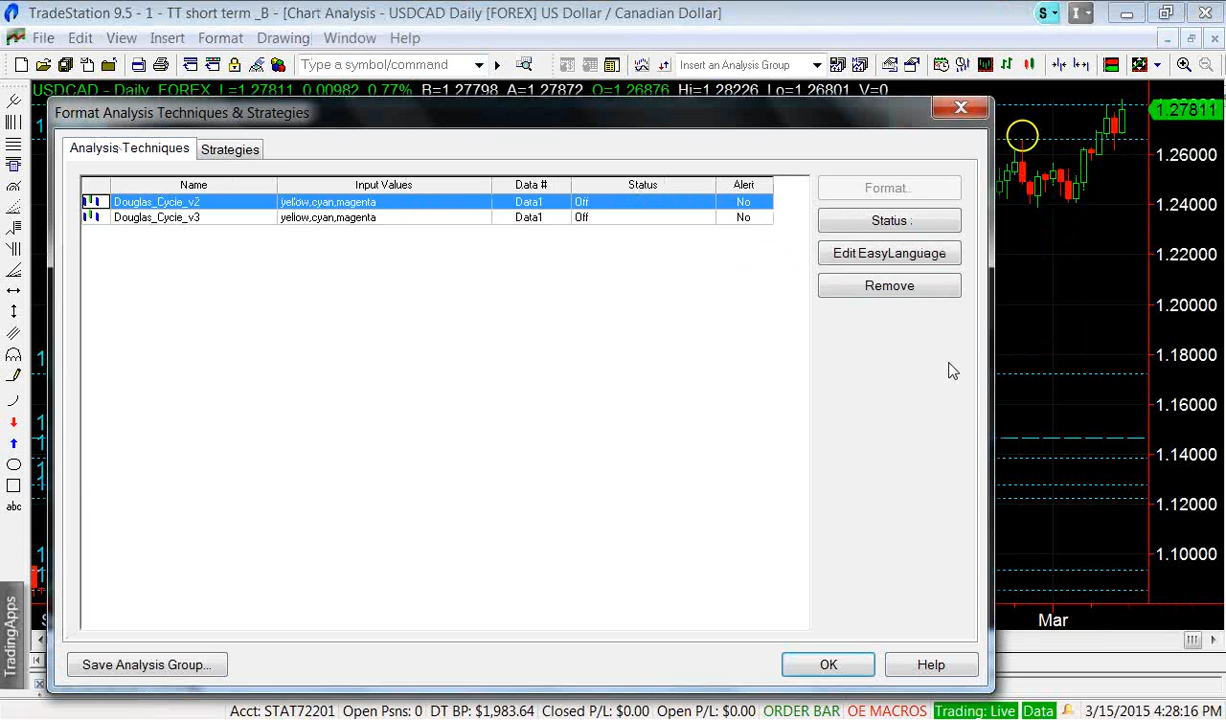 TradeStation 9.5 - 1 - TT short term _B - [Chart Analysis - USDCAD Daily [FOREX] US Dollar / Canadian Dollar]
S
I
File Edit View Insert Format Drawing Window Help
Type a symbol/command
Insert an Analysis Group
USDCAD - Daily FOREX L=1.27811 0.00982 0.77% B=1.27798 A=1.27872 O=1.26876 Hi=1.28226 Lo=1.26801 V=0
Format Analysis Techniques & Strategies
1.27811
Analysis Techniques Strategies
1.26000
Name Input Values Data # Status Alert
Format..
Douglas_Cycle_v2 yellow,cyan,magenta Data1 Off No
1.24000
Douglas_Cycle_v3 yellow,cyan,magenta Data1 Off No
Status :
Edit EasyLanguage
1.22000
Remove
1.20000
1.18000
1.16000
1.14000
abc
1.12000
1.10000
TradingApps
Mar
Save Analysis Group... OK Help
Acct: STAT72201 Open Psns: 0 DT BP: $1,983.64 Closed P/L: $0.00 Open P/L: $0.00 ORDER BAR OE MACROS Trading: Live Data 3/15/2015 4:28:16 PM